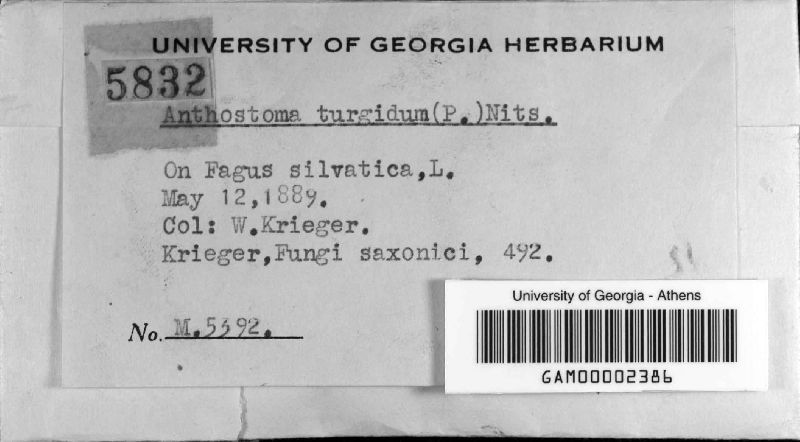 UNIVERSITY OF GEORGIA HERBARIUM
5832
Anthostoma turgidum(P.)Nits.
On Fagus silvatica,L.
May 12,1889.
Col: W.Krieger.
Krieger,Fungi saxonici, 492.
No. M.5392.
University of Georgia - Athens
GAM00002386